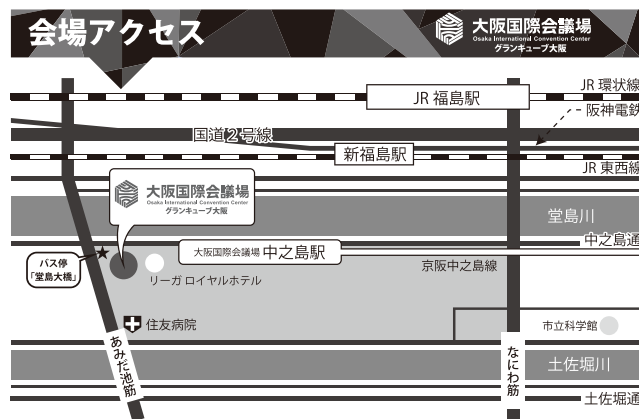 会場アクセス
大阪国際会議場
Osaka International Convention Center
グランキューブ大阪
JR 環状線
JR 福島駅
阪神電鉄
国道2号線
新福島駅
JR 東西線
大阪国際会議場
Osaka International Convention Center
グランキューブ大阪
堂島川
中之島通
大阪国際会議場 中之島駅
バス停
「堂島大橋」
京阪中之島線
リーガ ロイヤルホテル
住友病院
市立科学館
あみだ池筋
なにわ筋
土佐堀川
土佐堀通